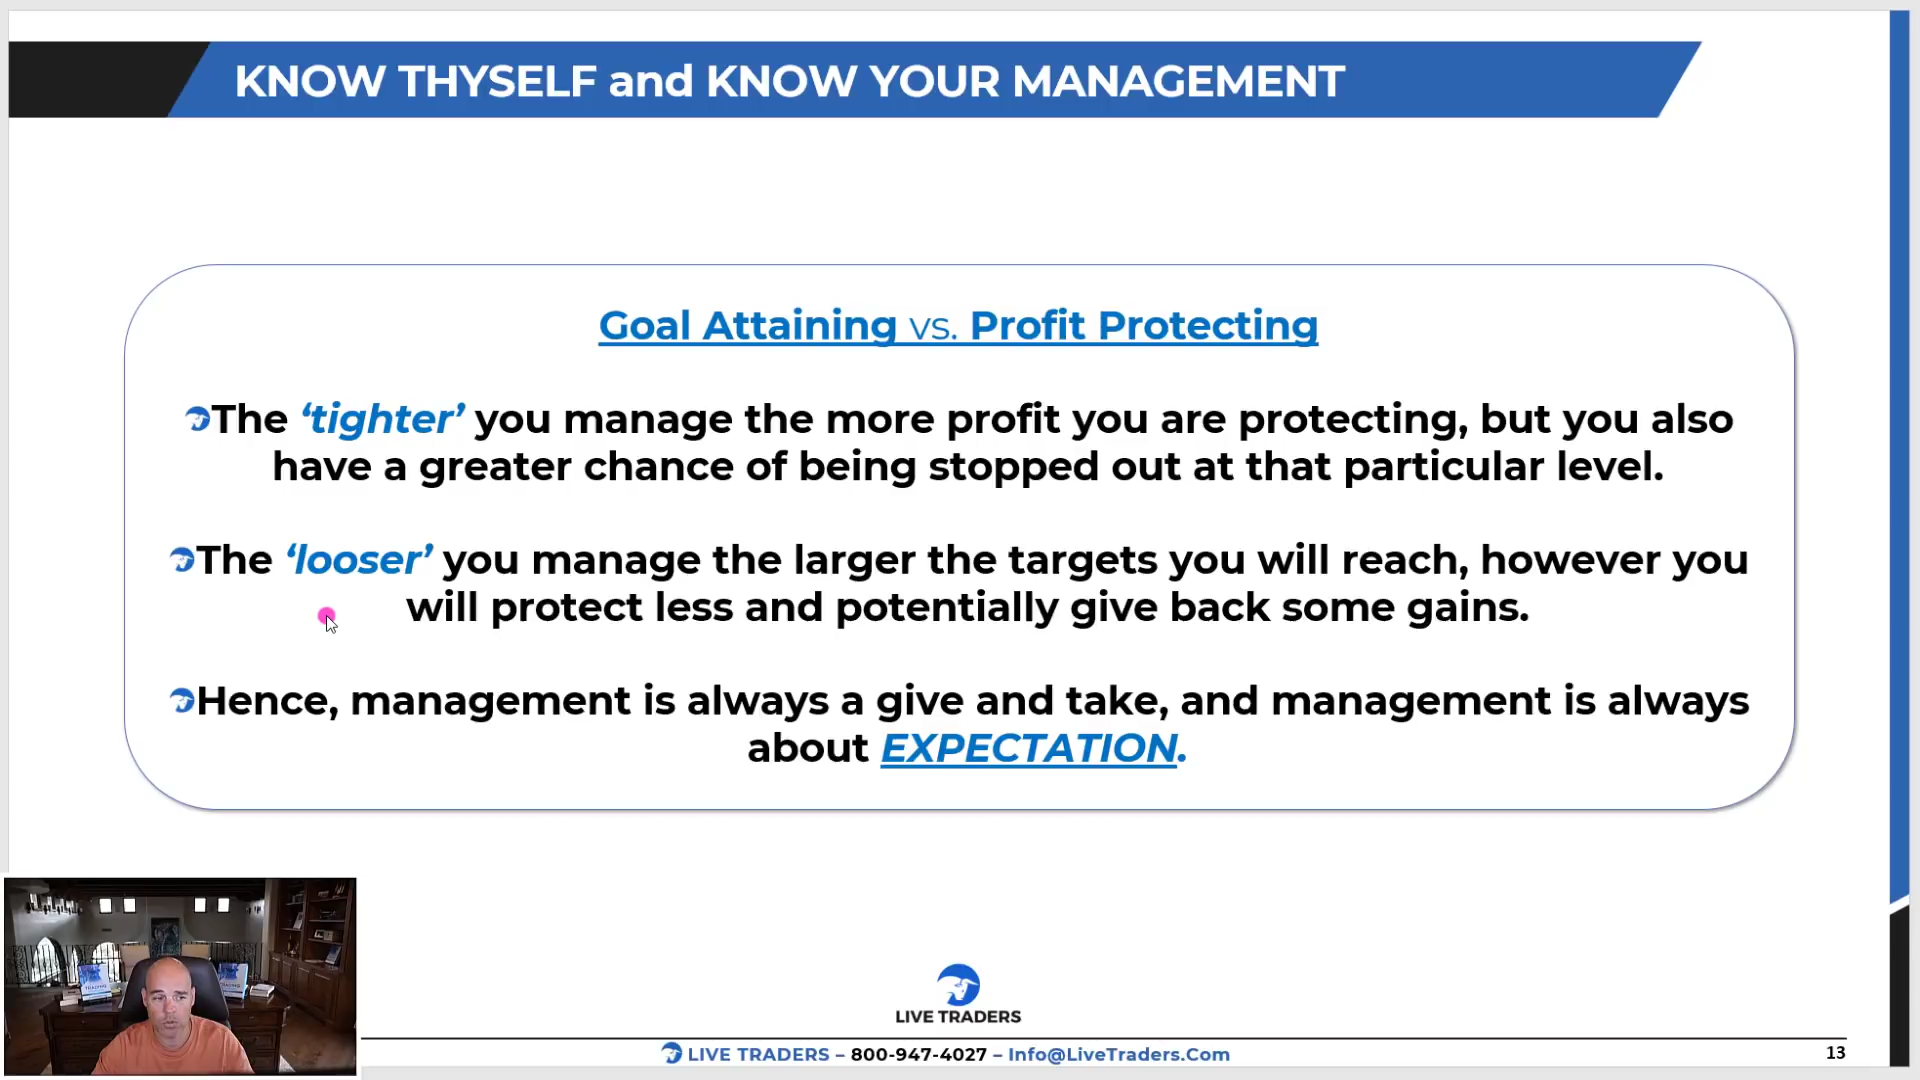 KNOW THYSELF and KNOW YOUR MANAGEMENT
Goal Attaining vs. Profit Protecting
The ‘tighter’ you manage the more profit you are protecting, but you also
have a greater chance of being stopped out at that particular level.
The ‘looser’ you manage the larger the targets you will reach, however you
will protect less and potentially give back some gains.
Hence, management is always a give and take, and management is always
about EXPECTATION.
TRADING
LIVE TRADERS
LIVE TRADERS – 800-947-4027 – Info@LiveTraders.Com
13